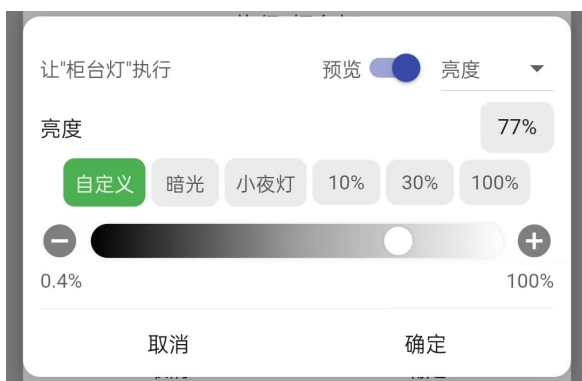 让"柜台灯"执行 预览 亮度
亮度 77%
自定义 暗光 小夜灯 10% 30% 100%
0.4% 100%
取消 确定